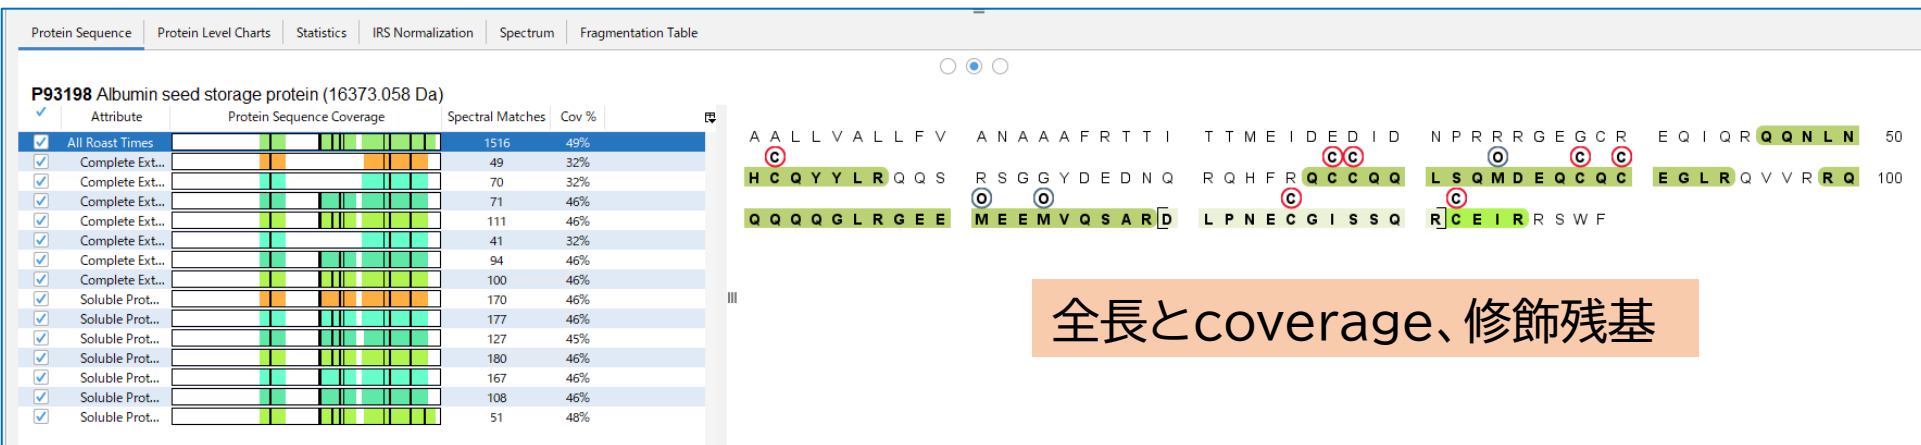 Protein Sequence Protein Level Charts Statistics IRS Normalization Spectrum Fragmentation Table
P93198 Albumin seed storage protein (16373.058 Da)
Attribute Protein Sequence Coverage Spectral Matches Cov %
All Roast Times 1516 49%
Complete Ext... 49 32%
Complete Ext... 70 32%
Complete Ext... 71 46%
Complete Ext... 111 46%
Complete Ext... 41 32%
Complete Ext... 94 46%
Complete Ext... 100 46%
Soluble Prot... 170 46%
Soluble Prot... 177 46%
Soluble Prot... 127 45%
Soluble Prot... 180 46%
Soluble Prot... 167 46%
Soluble Prot... 108 46%
Soluble Prot... 51 48%
A A L L V A L L F V A N A A A F R T T I T T M E I D E D I D N P R R R G E G C R E Q I Q R Q Q N L N 50
C C C O C C
H C Q Y Y L R Q Q S R S G G Y D E D N Q R Q H F R Q C C Q Q L S Q M D E Q C Q C E G L R Q V V R R Q 100
O O C C
Q Q Q Q G L R G E E M E E M V Q S A R D L P N E C G I S S Q R C E I R R S W F
全長とcoverage、修飾残基